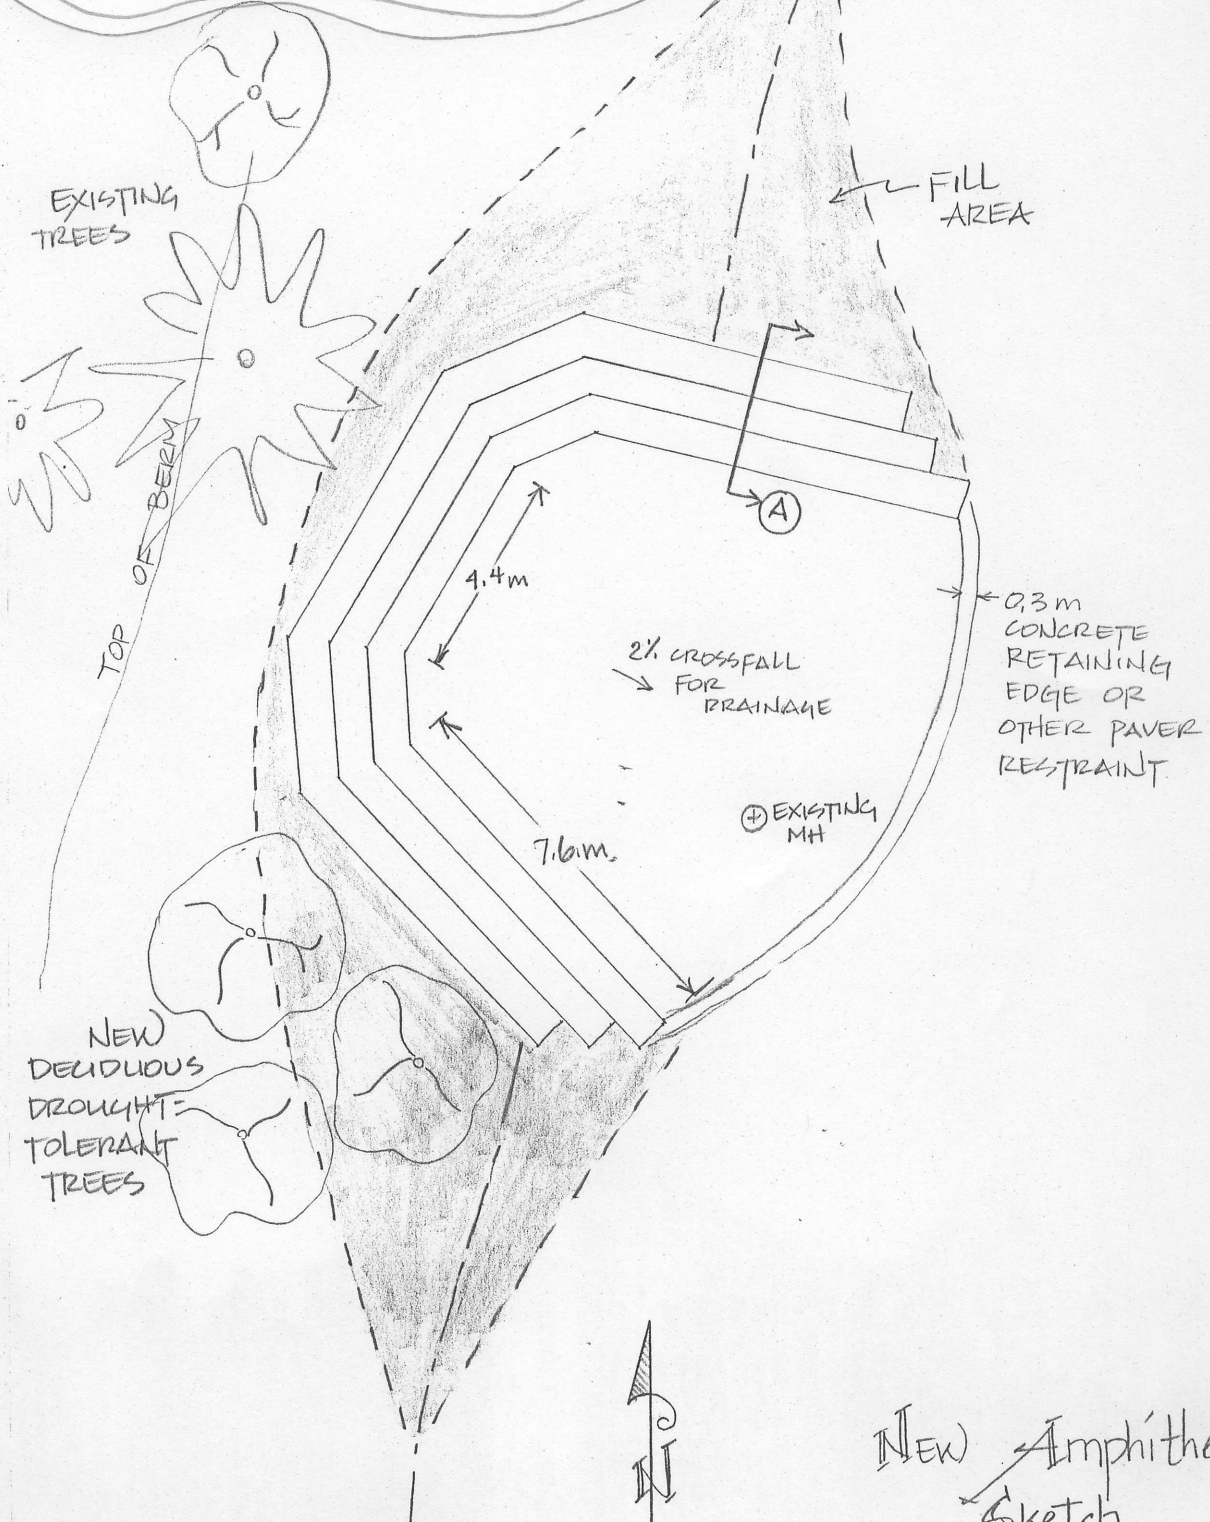 EXISTING
TREES
FILL
AREA
TOP OF BERM
A
4.4m
2% CROSSFALL
FOR
DRAINAGE
0.3m
CONCRETE
RETAINING
EDGE OR
OTHER PAVER
RESTRAINT
EXISTING
MH
7.6m.
NEW
DECIDUOUS
DROUGHT-
TOLERANT
TREES
N
NEW Amphithe
Sketch